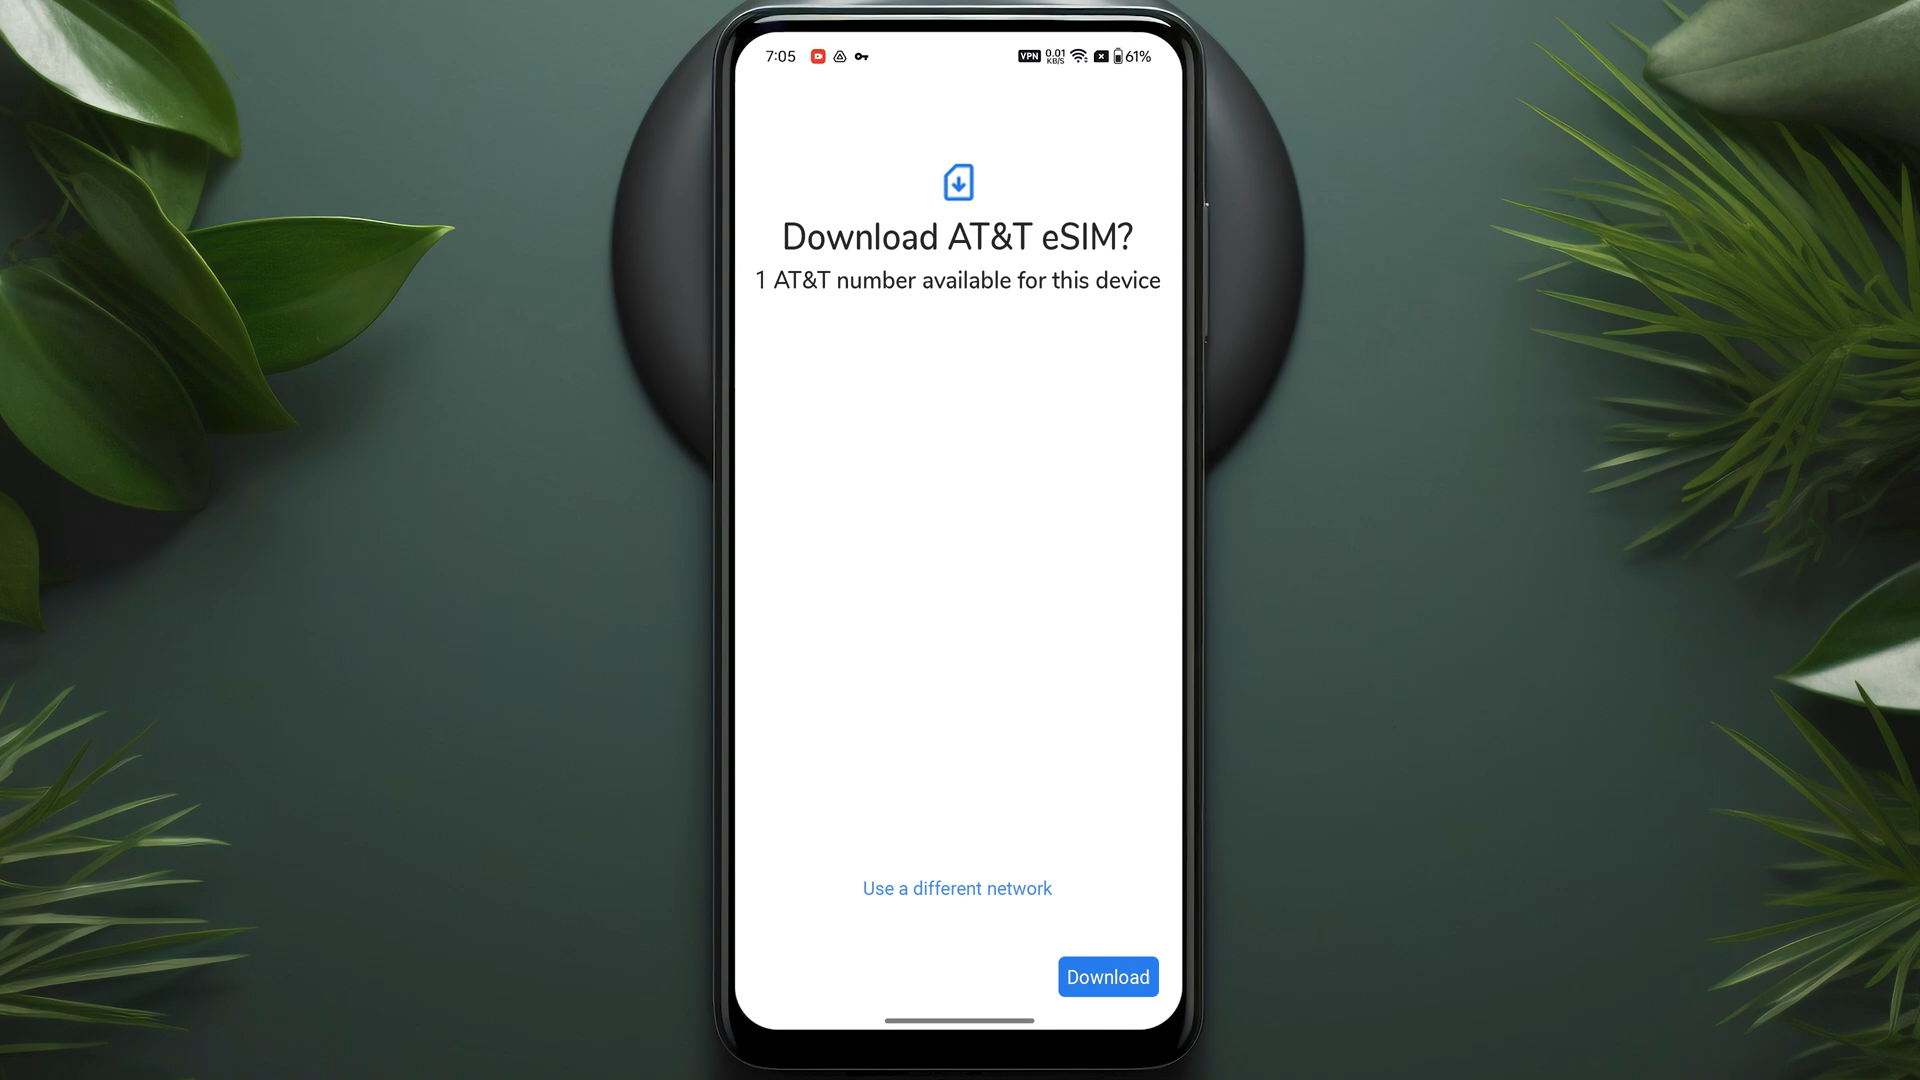 7:05 VPN 0.01 KB/S 61%
Download AT&T eSIM?
1 AT&T number available for this device
Use a different network
Download